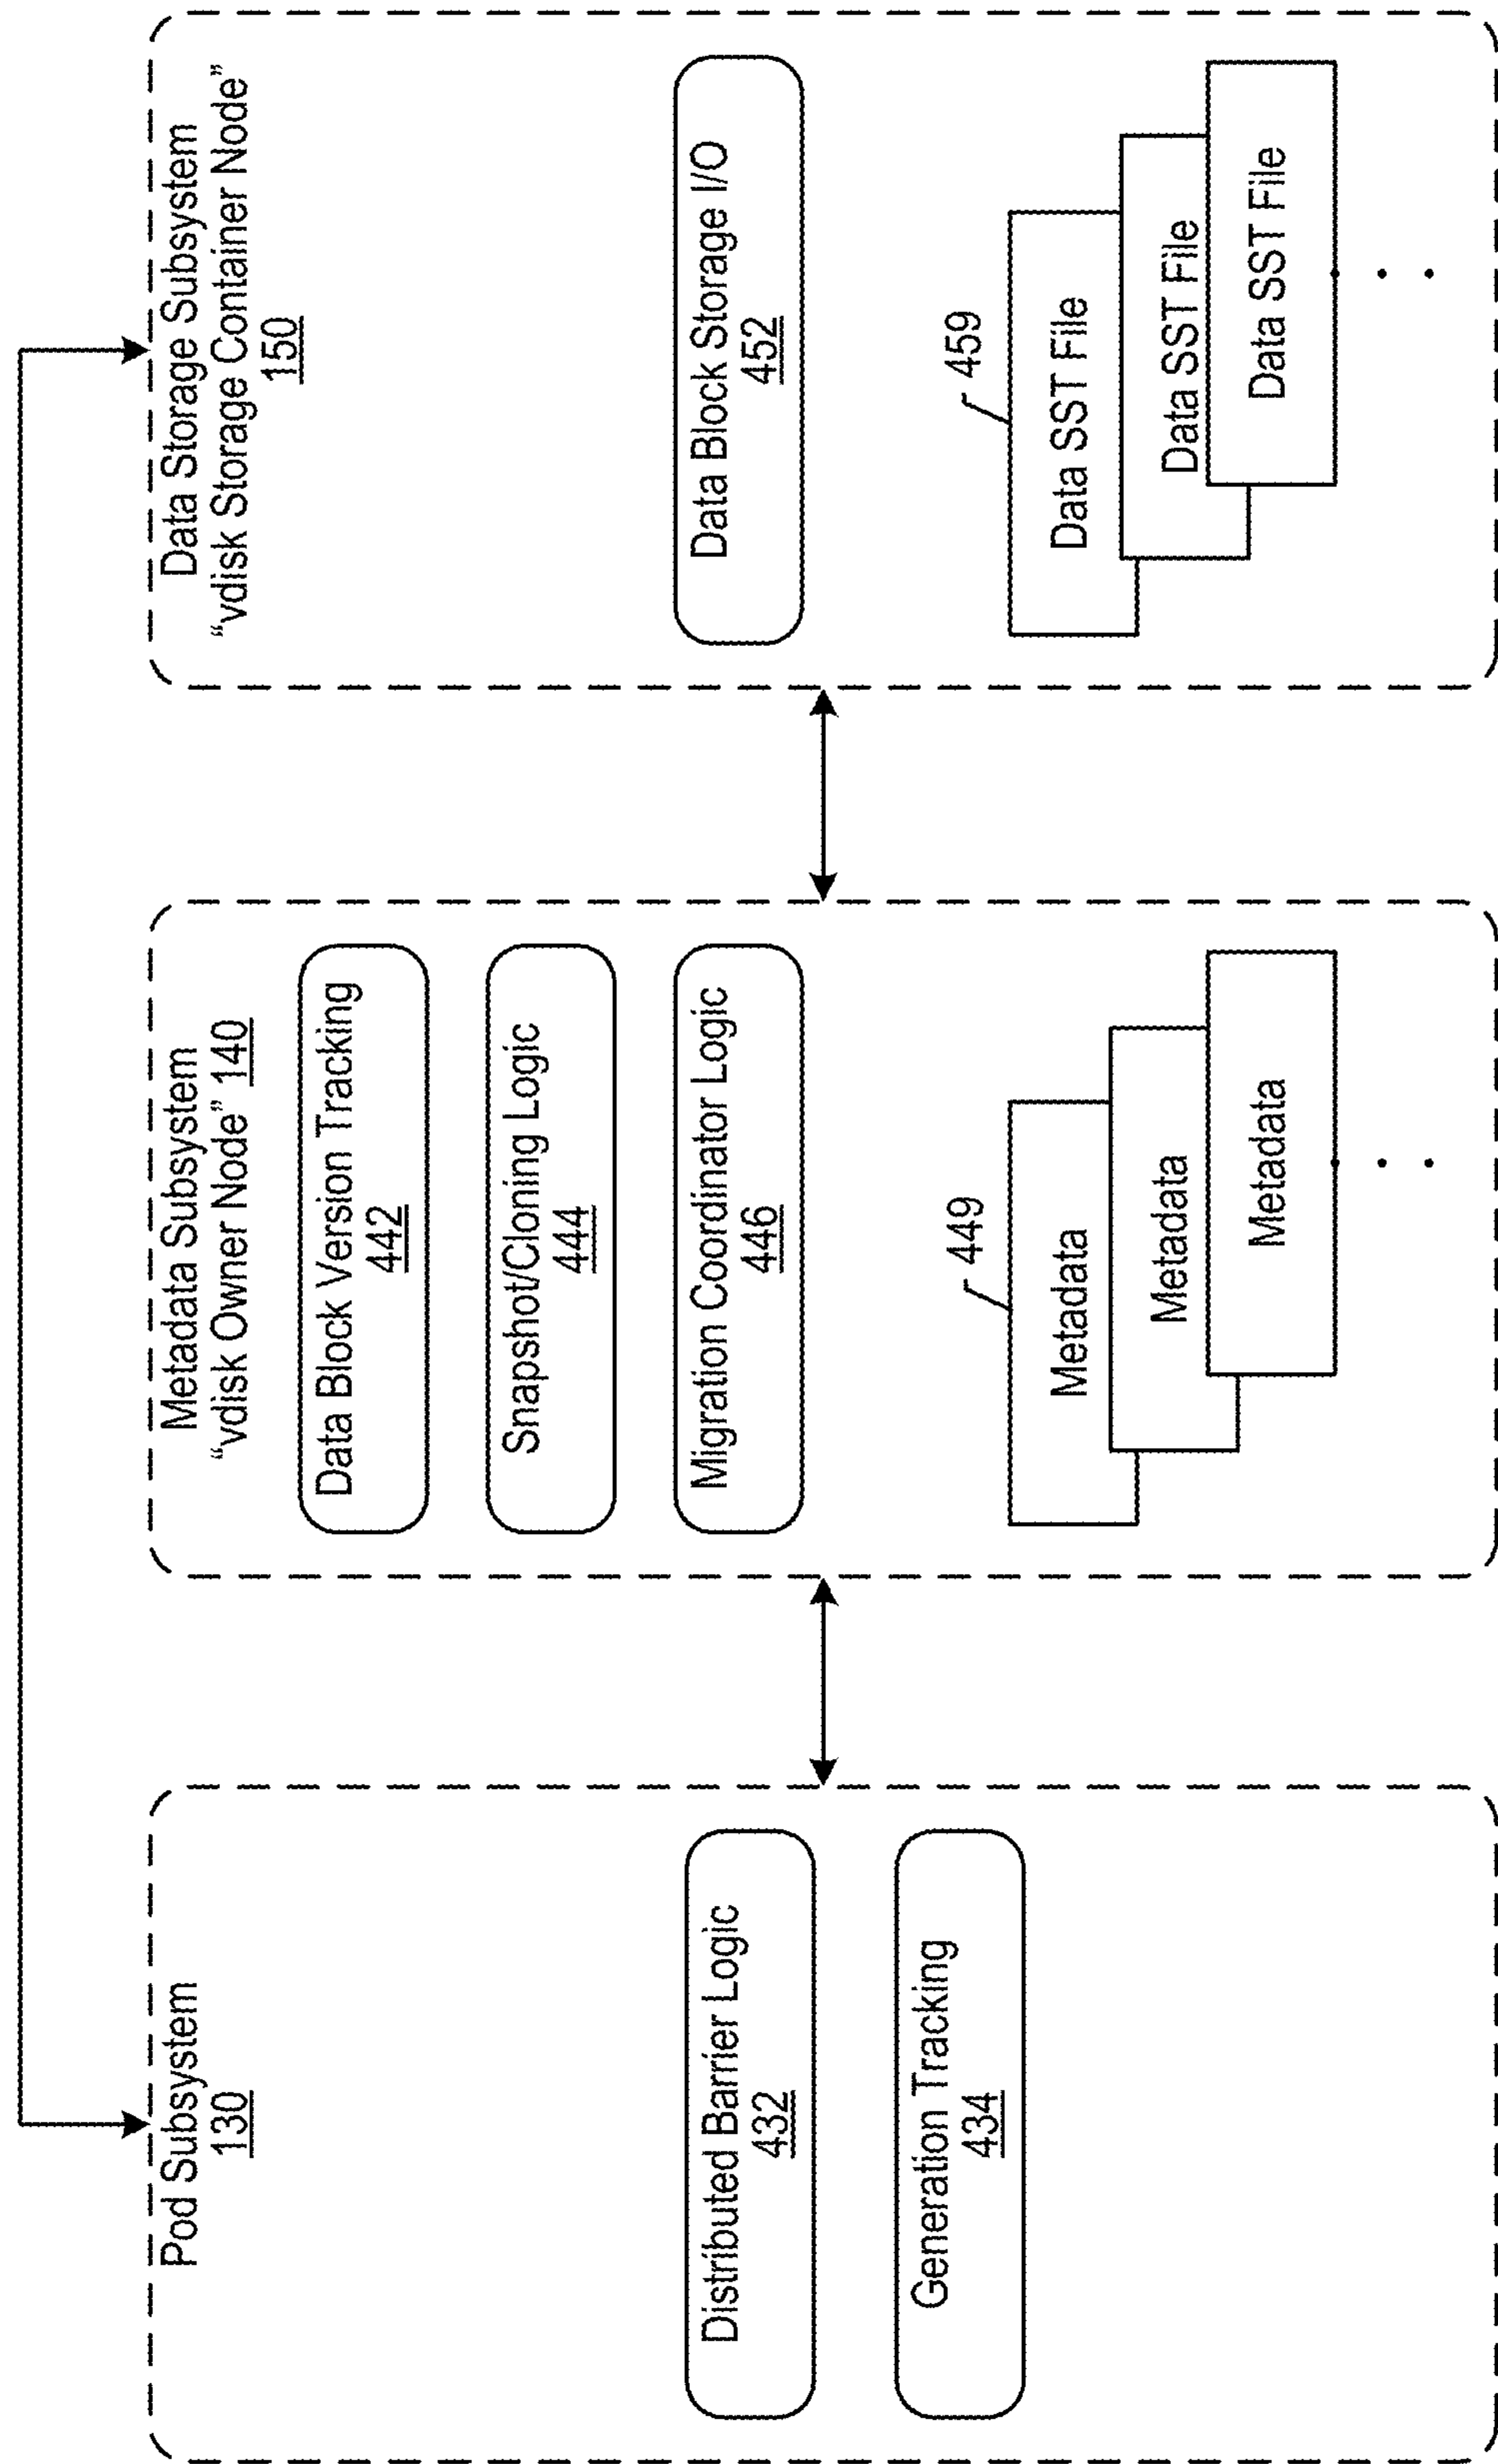 Pod Subsystem
130
Distributed Barrier Logic
432
Generation Tracking
434
Metadata Subsystem
“vdisk Owner Node” 140
Data Block Version Tracking
442
Snapshot/Cloning Logic
444
Migration Coordinator Logic
446
449
Metadata
Metadata
Metadata
Data Storage Subsystem
“vdisk Storage Container Node”
150
Data Block Storage I/O
452
459
Data SST File
Data SST File
Data SST File